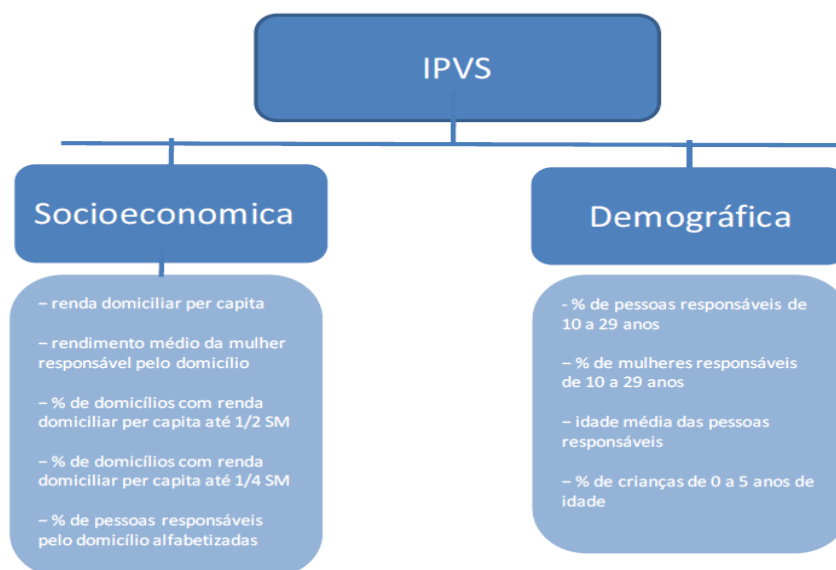 IPVS
Socioeconomica
– renda domiciliar per capita
– rendimento médio da mulher
responsável pelo domicílio
– % de domicílios com renda
domiciliar per capita até 1/2 SM
– % de domicílios com renda
domiciliar per capita até 1/4 SM
– % de pessoas responsáveis
pelo domicílio alfabetizadas
Demográfica
- % de pessoas responsáveis de
10 a 29 anos
– % de mulheres responsáveis
de 10 a 29 anos
– idade média das pessoas
responsáveis
– % de crianças de 0 a 5 anos de
idade